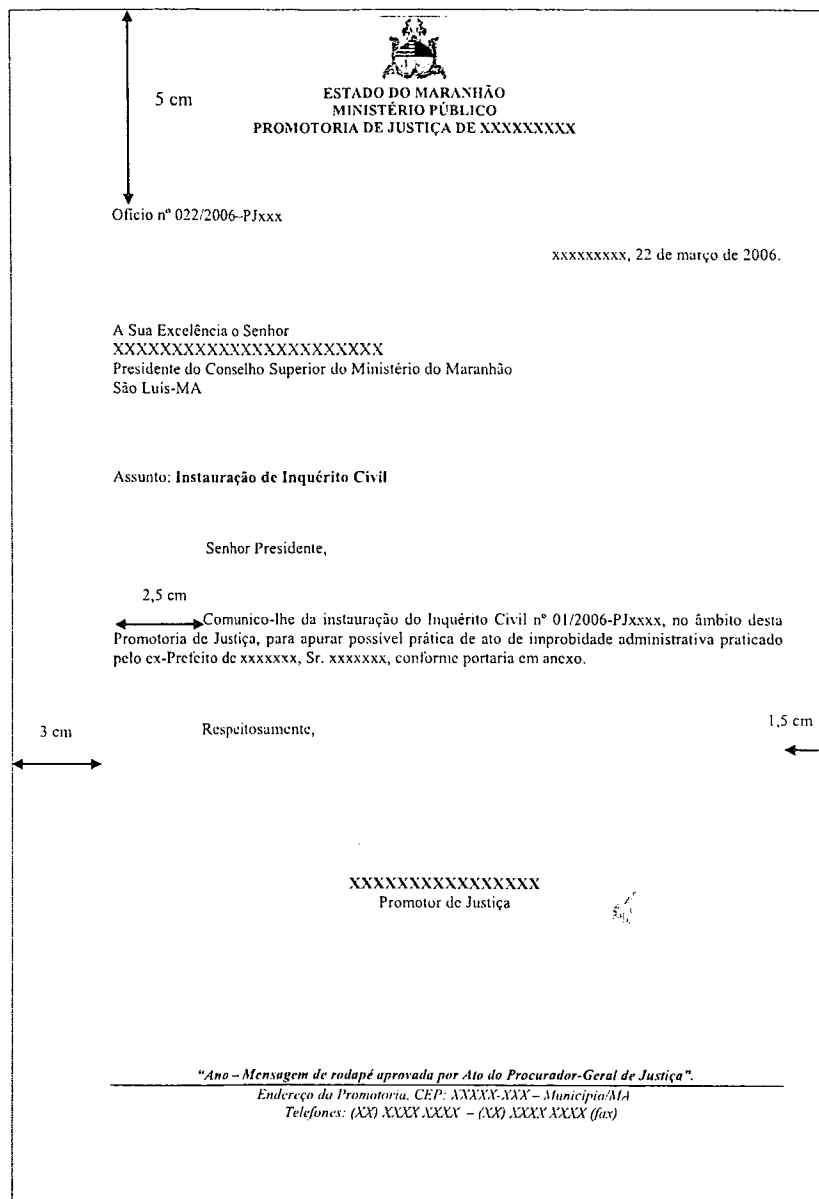 5 cm
ESTADO DO MARANHÃO
MINISTÉRIO PÚBLICO
PROMOTORIA DE JUSTIÇA DE XXXXXXXXX
Ofício nº 022/2006–PJxxx
xxxxxxxxx, 22 de março de 2006.
A Sua Excelência o Senhor
XXXXXXXXXXXXXXXXXXXXXXX
Presidente do Conselho Superior do Ministério do Maranhão
São Luís-MA
Assunto: Instauração de Inquérito Civil
Senhor Presidente,
2,5 cm
Comunico-lhe da instauração do Inquérito Civil nº 01/2006-PJxxxx, no âmbito desta
Promotoria de Justiça, para apurar possível prática de ato de improbidade administrativa praticado
pelo ex-Prefeito de xxxxxxx, Sr. xxxxxxx, conforme portaria em anexo.
3 cm
Respeitosamente,
1,5 cm
XXXXXXXXXXXXXXXX
Promotor de Justiça
"Ano – Mensagem de rodapé aprovada por Ato do Procurador-Geral de Justiça".
Endereço da Promotoria. CEP: XXXXX-XXX – Município/MA
Telefones: (XX) XXXX XXXX – (XX) XXXX XXXX (fax)